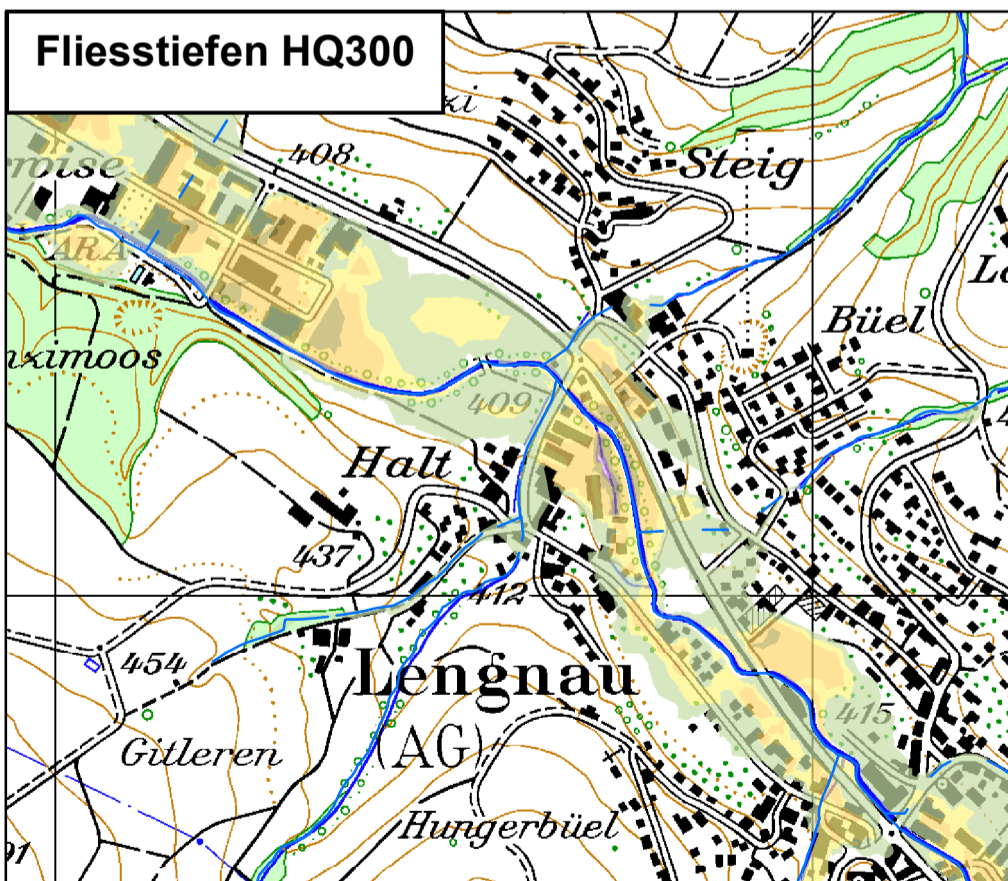 Fliesstiefen HQ300
408
Steig
ARA
Büel
409
Halt
437
412
454
Lengnau
(AG)
415
Gitleren
Hungerbüel